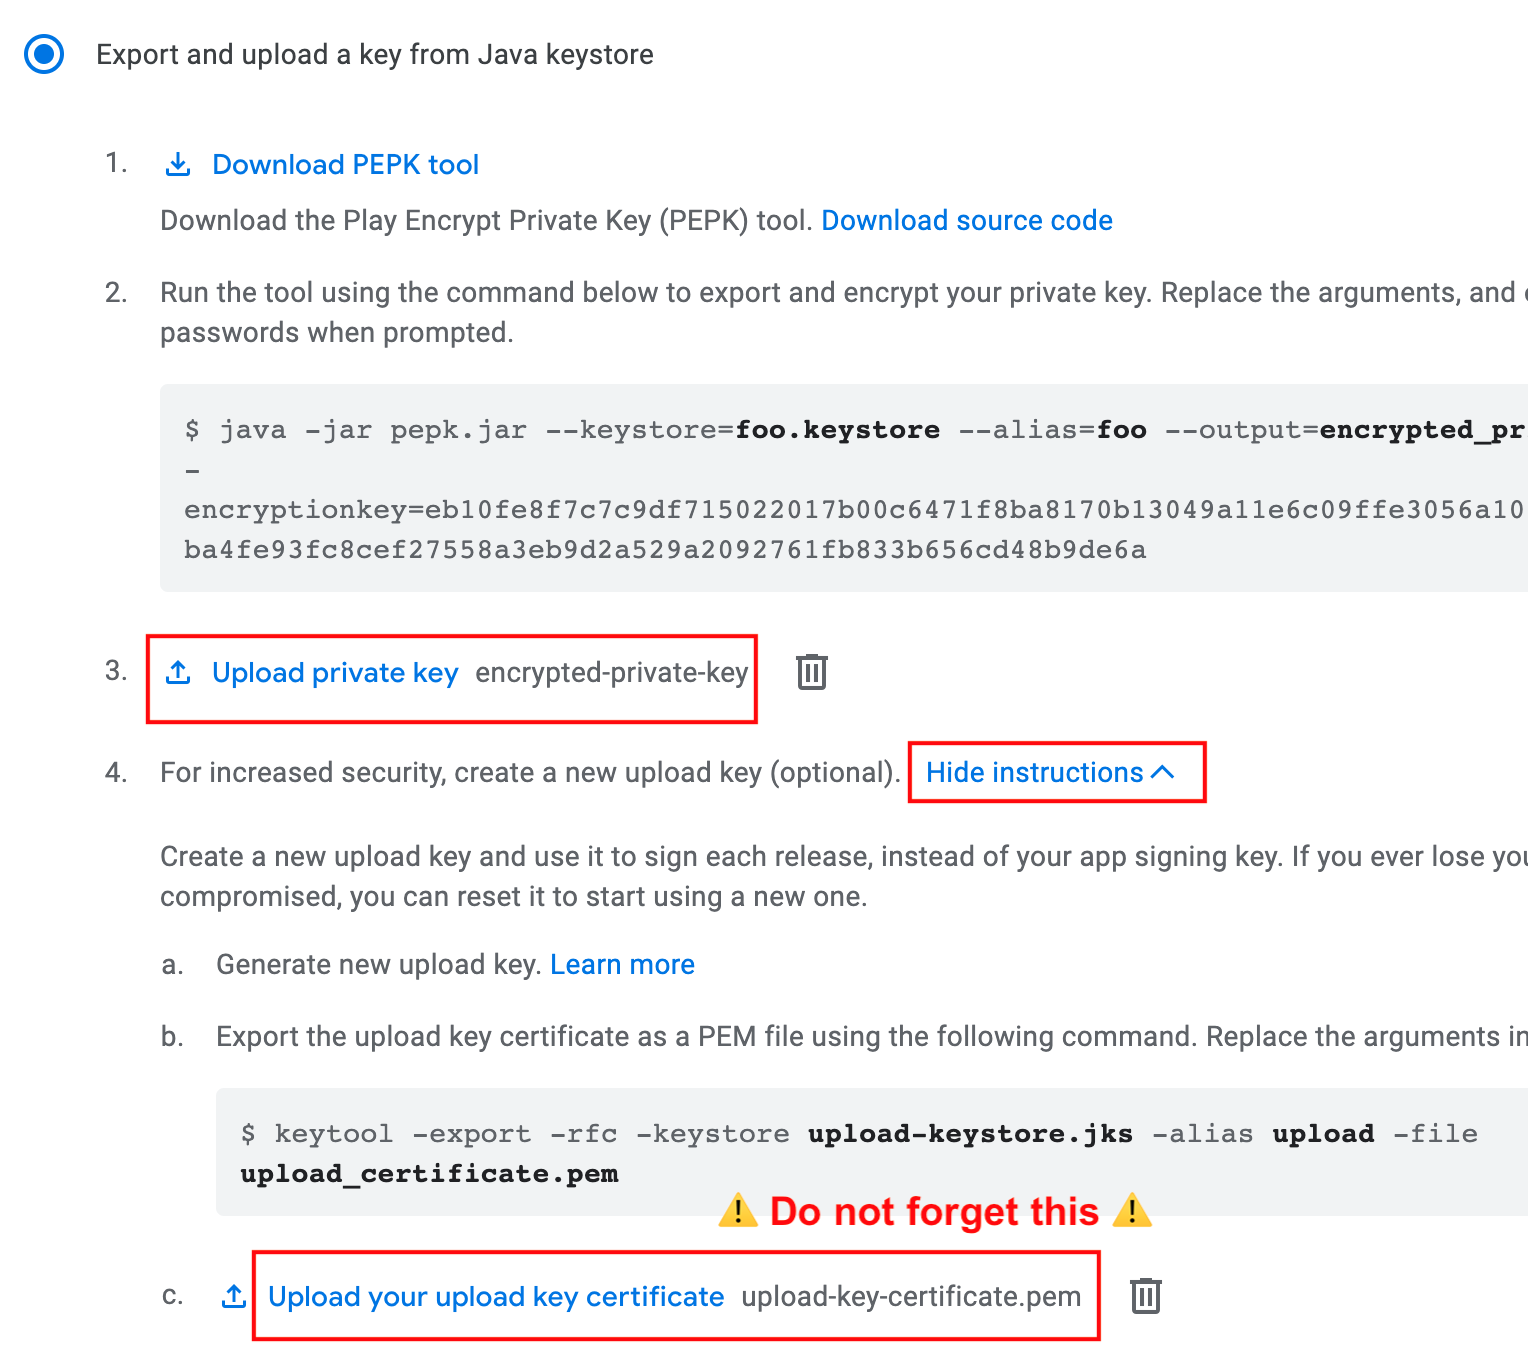 Export and upload a key from Java keystore
1. Download PEPK tool
Download the Play Encrypt Private Key (PEPK) tool. Download source code
2. Run the tool using the command below to export and encrypt your private key. Replace the arguments, and
passwords when prompted.
$ java -jar pepk.jar --keystore=foo.keystore --alias=foo --output=encrypted_pr
-
encryptionkey=eb10fe8f7c7c9df715022017b00c6471f8ba8170b13049a11e6c09ffe3056a10
ba4fe93fc8cef27558a3eb9d2a529a2092761fb833b656cd48b9de6a
3. Upload private key encrypted-private-key
4. For increased security, create a new upload key (optional). Hide instructions
Create a new upload key and use it to sign each release, instead of your app signing key. If you ever lose you
compromised, you can reset it to start using a new one.
a. Generate new upload key. Learn more
b. Export the upload key certificate as a PEM file using the following command. Replace the arguments in
$ keytool -export -rfc -keystore upload-keystore.jks -alias upload -file
upload_certificate.pem
⚠️ Do not forget this ⚠️
c. Upload your upload key certificate upload-key-certificate.pem